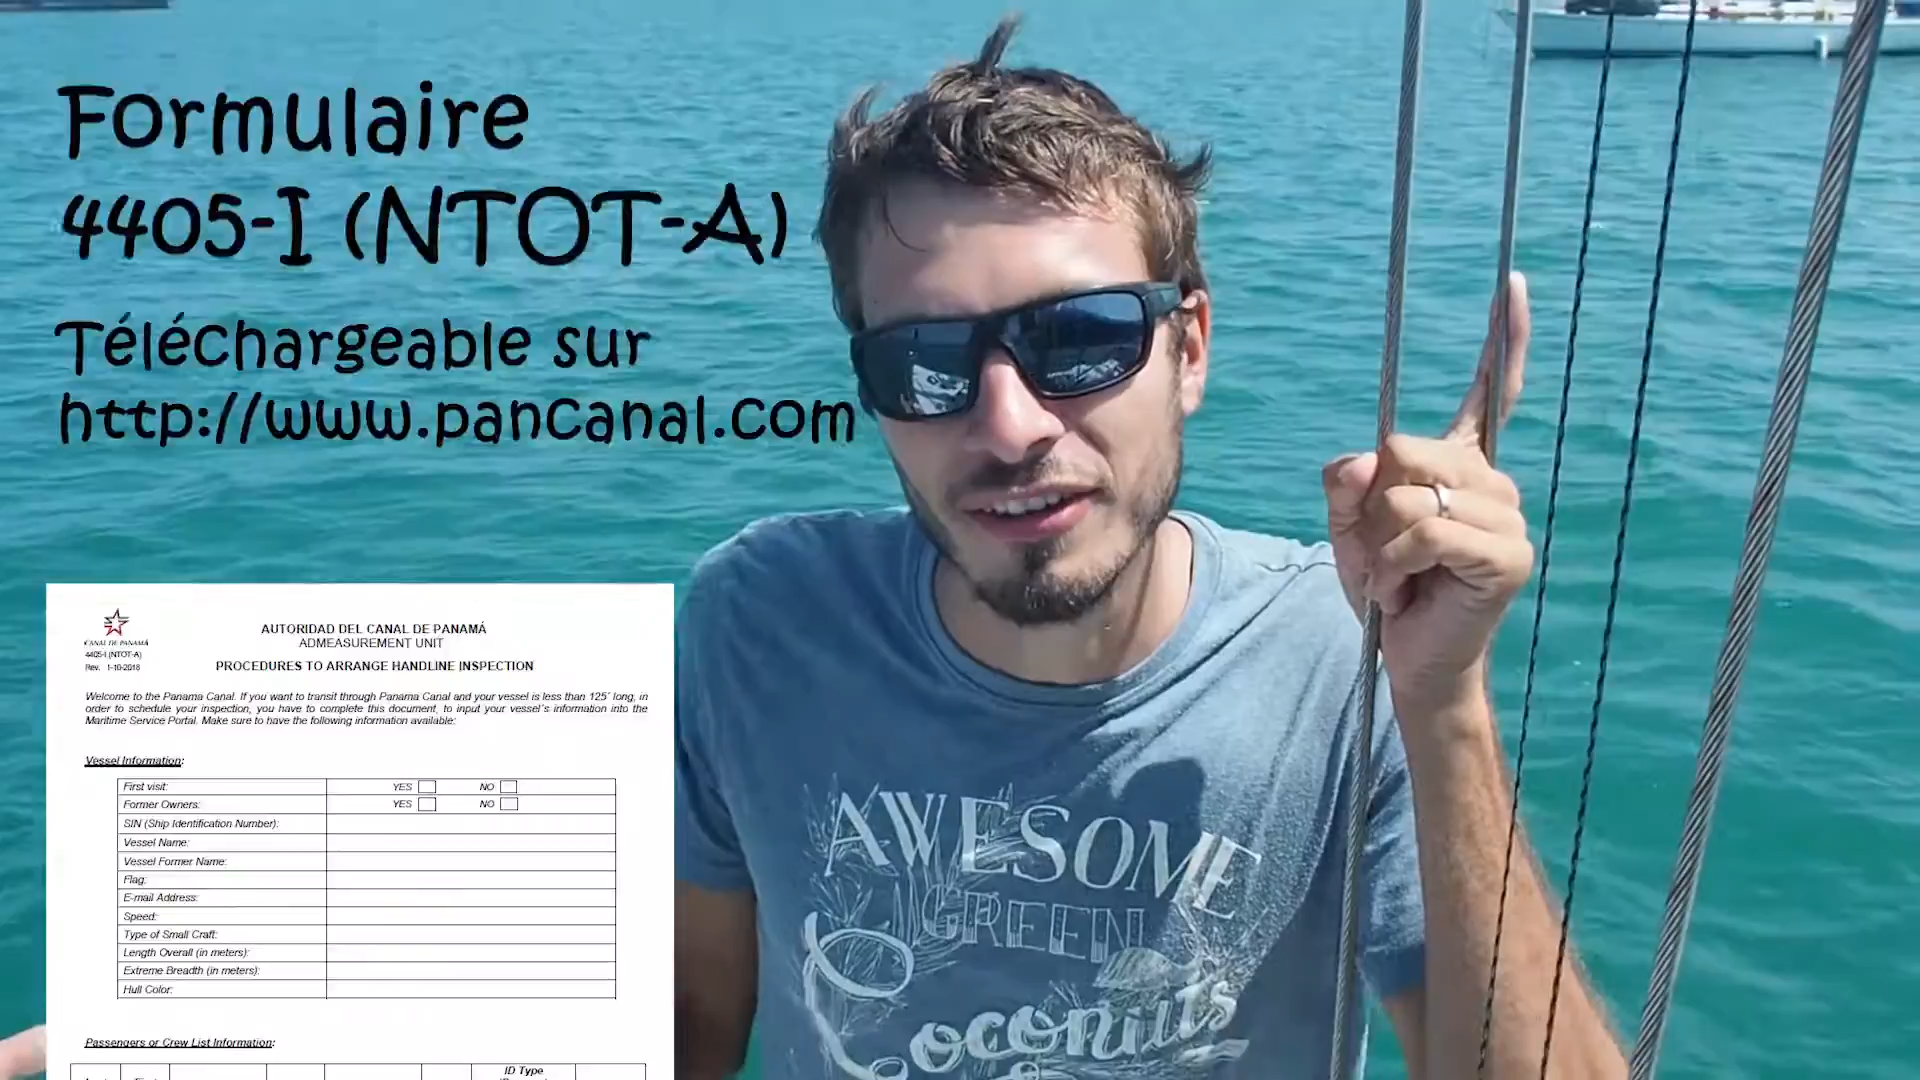 Formulaire
4405-I (NTOT-A)
Téléchargeable sur
http://www.pancanal.com
CANAL DE PANAMÁ
4405-I (NTOT-A)
Rev. 1-10-2018
AUTORIDAD DEL CANAL DE PANAMÁ
ADMEASUREMENT UNIT
PROCEDURES TO ARRANGE HANDLINE INSPECTION
Welcome to the Panama Canal. If you want to transit through Panama Canal and your vessel is less than 125' long, in
order to schedule your inspection, you have to complete this document, to input your vessel's information into the
Maritime Service Portal. Make sure to have the following information available:
Vessel Information:
First visit: YES NO
Former Owners: YES NO
SIN (Ship Identification Number):
Vessel Name:
Vessel Former Name:
Flag:
E-mail Address:
Speed:
Type of Small Craft:
Length Overall (in meters):
Extreme Breadth (in meters):
Hull Color:
Passengers or Crew List Information:
ID Type
AWESOME
GREEN
Coconuts